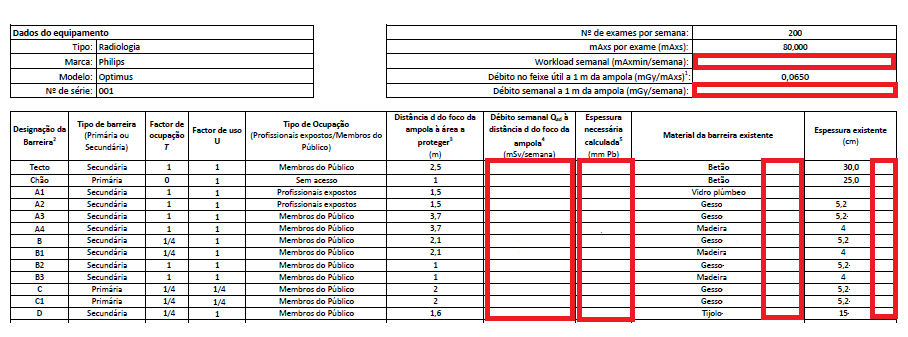 Dados do equipamento
Tipo: Radiologia
Marca: Philips
Modelo: Optimus
Nº de série: 001
Nº de exames por semana: 200
mAxs por exame (mAxs): 80,000
Workload semanal (mAxmin/semana):
Débito no feixe útil a 1 m da ampola (mGy/mAxs)1: 0,0650
Débito semanal a 1 m da ampola (mGy/semana):
Designação da Barreira2 Tipo de barreira (Primária ou Secundária) Factor de ocupação T Factor de uso U Tipo de Ocupação (Profissionais expostos/Membros do Público) Distância d do foco da ampola à área a proteger3 (m) Débito semanal Qsd à distância d do foco da ampola4 (mSv/semana) Espessura necessária calculada5 (mm Pb) Material da barreira existente Espessura existente (cm)
Tecto Secundária 1 1 Membros do Público 2,5 Betão 30,0
Chão Primária 0 1 Sem acesso 1 Betão 25,0
A1 Secundária 1 1 Profissionais expostos 1,5 Vidro plúmbeo
A2 Secundária 1 1 Profissionais expostos 1,5 Gesso 5,2
A3 Secundária 1 1 Membros do Público 3,7 Gesso 5,2
A4 Secundária 1 1 Membros do Público 3,7 Madeira 4
B Secundária 1/4 1 Membros do Público 2,1 Gesso 5,2
B1 Secundária 1/4 1 Membros do Público 2,1 Madeira 4
B2 Secundária 1 1 Membros do Público 1 Gesso 5,2
B3 Secundária 1 1 Membros do Público 1 Madeira 4
C Primária 1/4 1/4 Membros do Público 2 Gesso 5,2
C1 Primária 1/4 1/4 Membros do Público 2 Gesso 5,2
D Secundária 1/4 1 Membros do Público 1,6 Tijolo 15